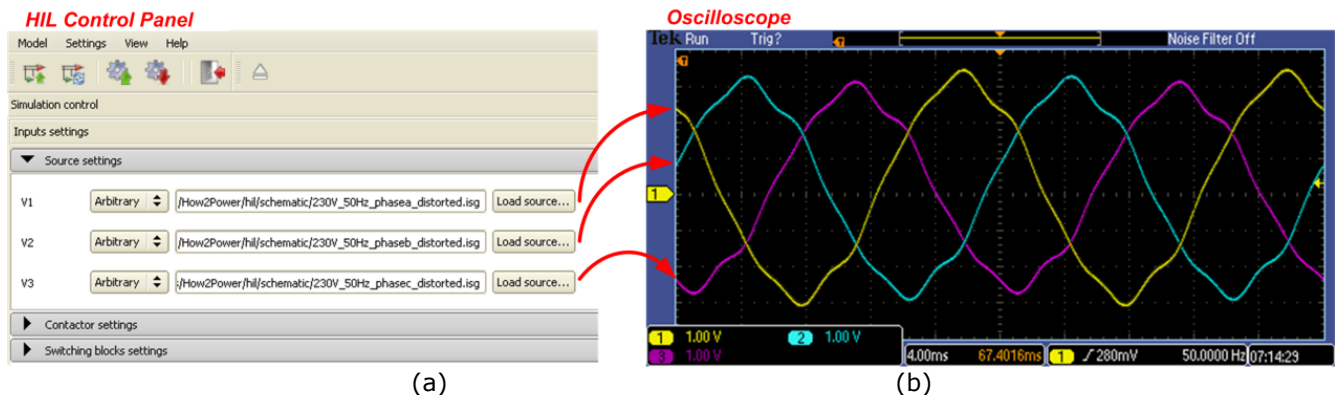 HIL Control Panel
Model Settings View Help
Simulation control
Inputs settings
Source settings
V1 Arbitrary /How2Power/hil/schematic/230V_50Hz_phasea_distorted.isg Load source...
V2 Arbitrary /How2Power/hil/schematic/230V_50Hz_phaseb_distorted.isg Load source...
V3 Arbitrary :/How2Power/hil/schematic/230V_50Hz_phasec_distorted.isg Load source...
Contactor settings
Switching blocks settings
(a)
Oscilloscope
Tek Run Trig? Noise Filter Off
T
1
1 1.00 V 2 1.00 V
3 1.00 V 4.00ms 67.4016ms 1 280mV 50.0000 Hz 07:14:29
(b)